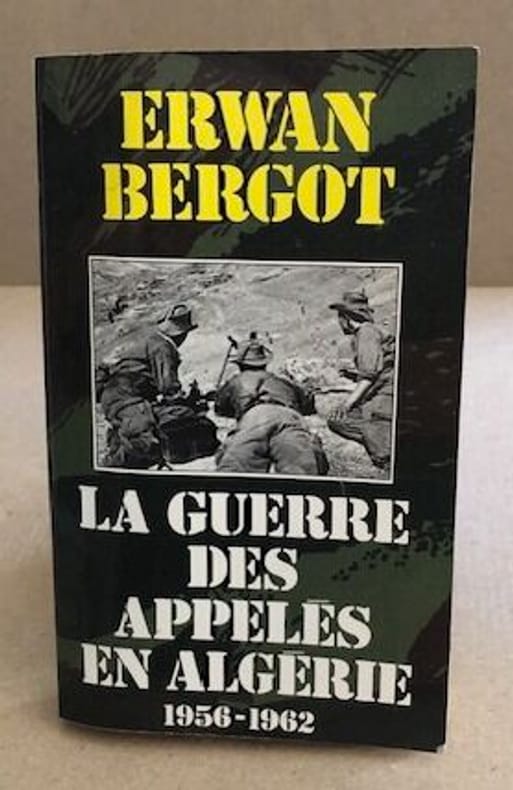 ERWAN
BERGOT
LA GUERRE
DES
APPELÉS
EN ALGÉRIE
1956-1962